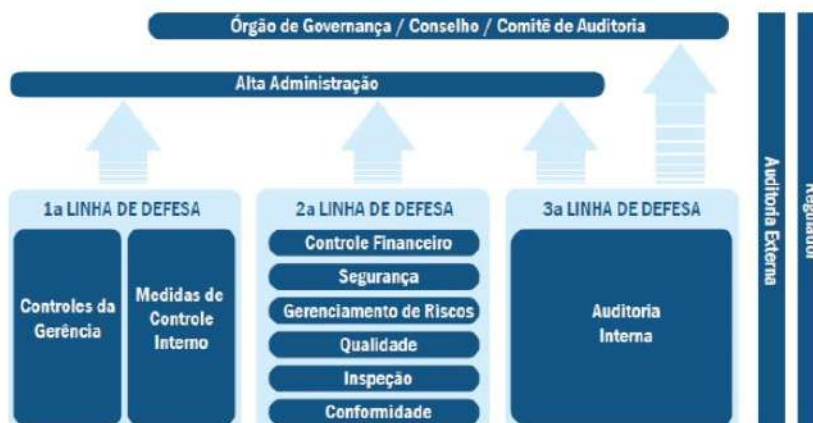 Órgão de Governança / Conselho / Comitê de Auditoria
Alta Administração
1a LINHA DE DEFESA
Controles da
Gerência
Medidas de
Controle
Interno
2a LINHA DE DEFESA
Controle Financeiro
Segurança
Gerenciamento de Riscos
Qualidade
Inspeção
Conformidade
3a LINHA DE DEFESA
Auditoria
Interna
Auditoria Externa
Regulador